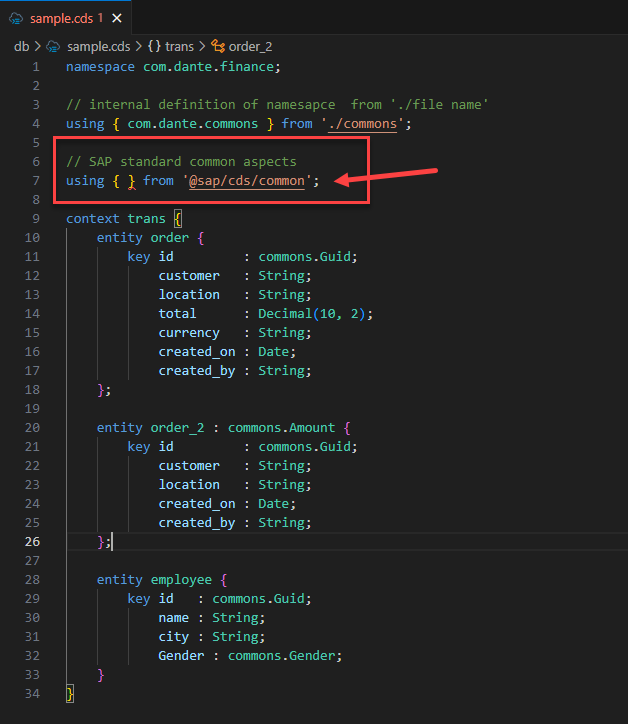 sample.cds 1 ×
db > sample.cds > {} trans > order_2
1 namespace com.dante.finance;
2
3 // internal definition of namesapce  from './file name'
4 using { com.dante.commons } from './commons';
5
6 // SAP standard common aspects
7 using { } from '@sap/cds/common';
8
9 context trans {
10     entity order {
11         key id         : commons.Guid;
12             customer   : String;
13             location   : String;
14             total      : Decimal(10, 2);
15             currency   : String;
16             created_on : Date;
17             created_by : String;
18     };
19
20     entity order_2 : commons.Amount {
21         key id         : commons.Guid;
22             customer   : String;
23             location   : String;
24             created_on : Date;
25             created_by : String;
26     };
27
28     entity employee {
29         key id   : commons.Guid;
30             name : String;
31             city : String;
32             Gender : commons.Gender;
33     }
34 }